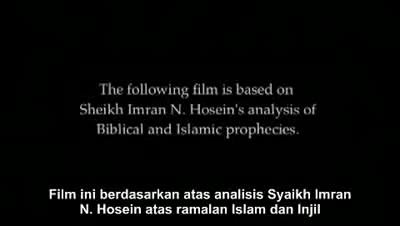 The following film is based on
Sheikh Imran N. Hosein's analysis of
Biblical and Islamic prophecies.
Film ini berdasarkan atas analisis Syaikh Imran
N. Hosein atas ramalan Islam dan Injil